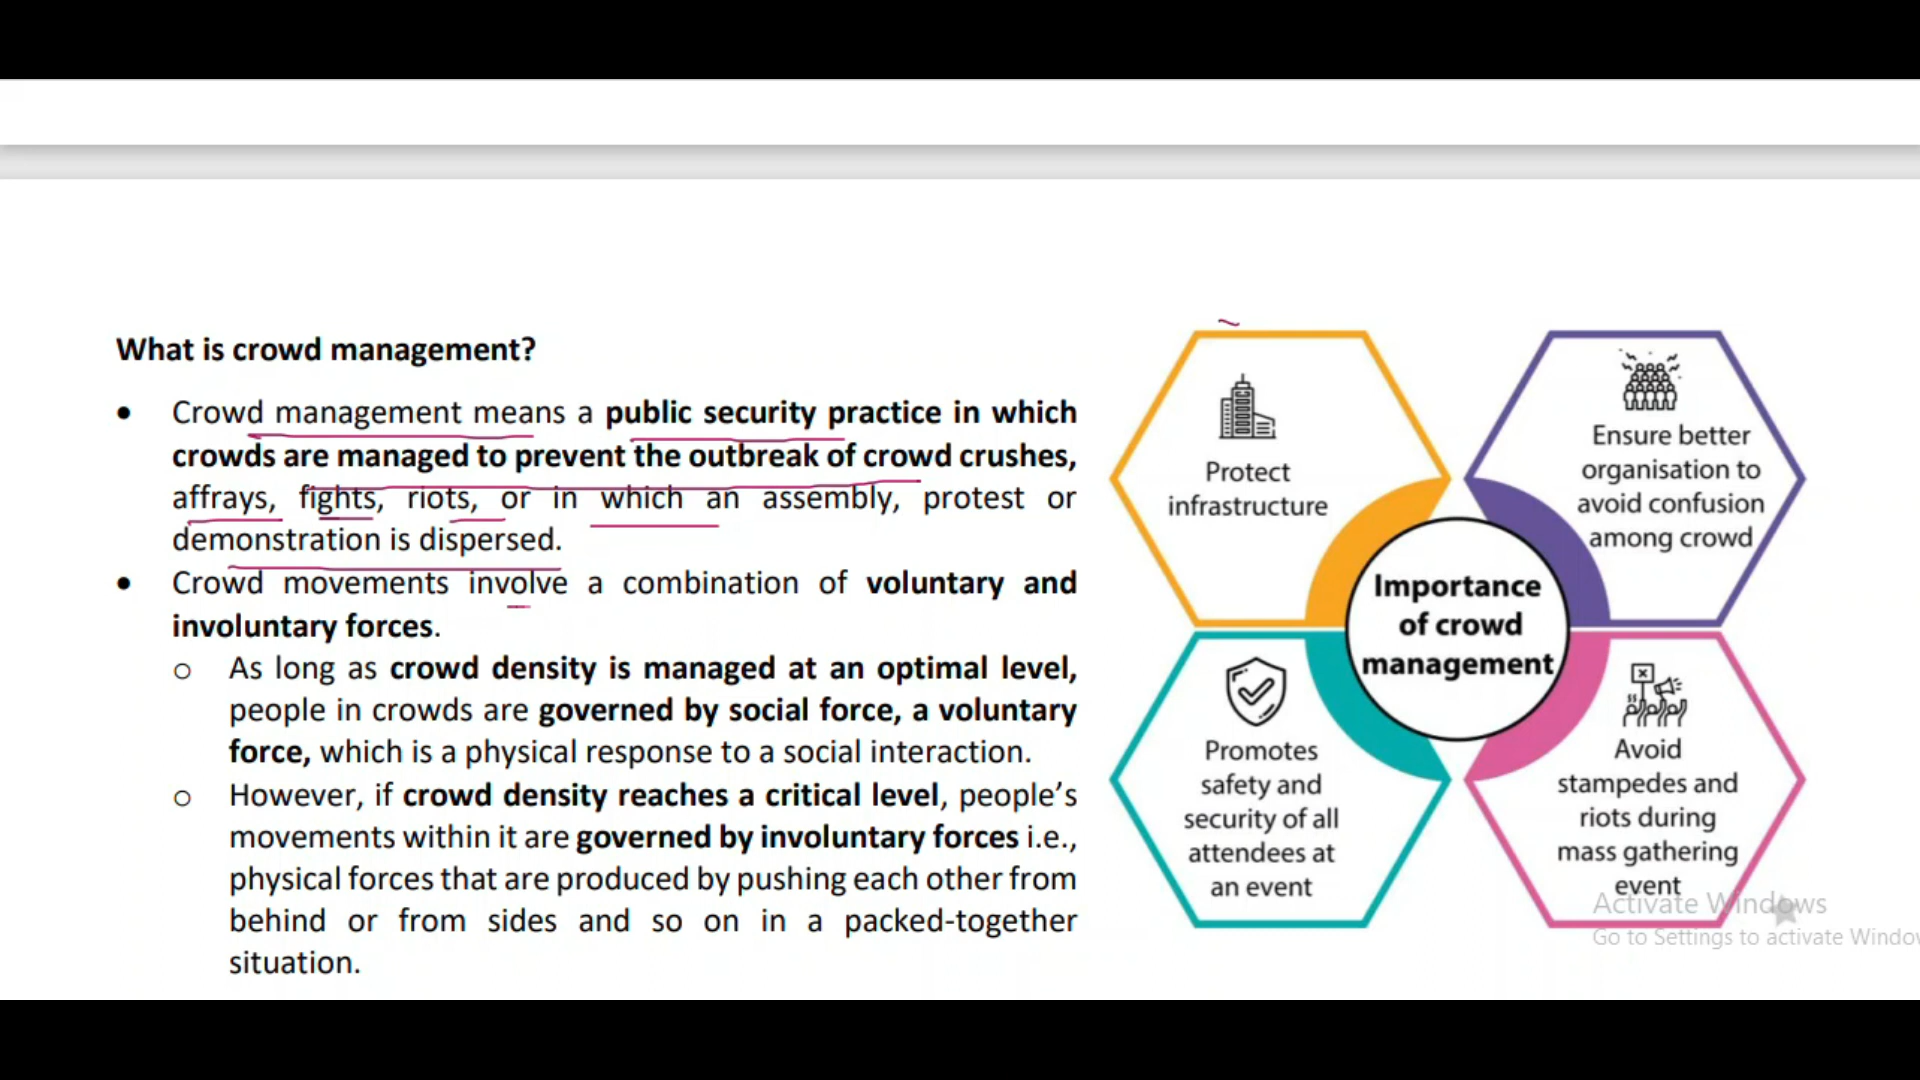 What is crowd management?
• Crowd management means a public security practice in which
crowds are managed to prevent the outbreak of crowd crushes,
affrays, fights, riots, or in which an assembly, protest or
demonstration is dispersed.
• Crowd movements involve a combination of voluntary and
involuntary forces.
o As long as crowd density is managed at an optimal level,
people in crowds are governed by social force, a voluntary
force, which is a physical response to a social interaction.
o However, if crowd density reaches a critical level, people's
movements within it are governed by involuntary forces i.e.,
physical forces that are produced by pushing each other from
behind or from sides and so on in a packed-together
situation.
Protect
infrastructure
Ensure better
organisation to
avoid confusion
among crowd
Importance
of crowd
management
Promotes
safety and
security of all
attendees at
an event
Avoid
stampedes and
riots during
mass gathering
event
Activate Windows
Go to Settings to activate Windo